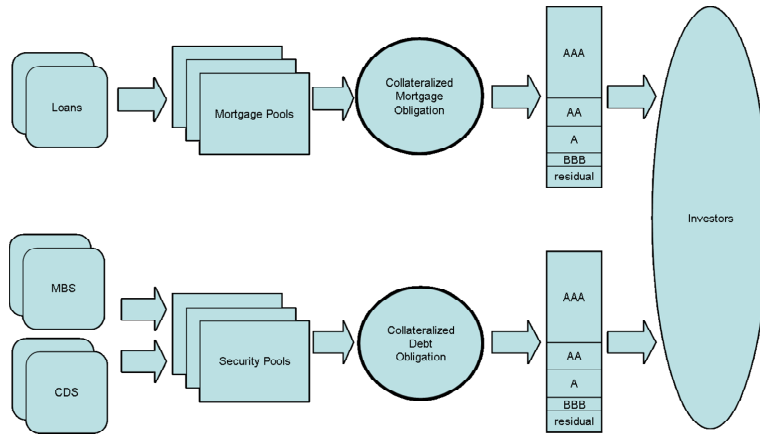 Loans
Mortgage Pools
Collateralized
Mortgage
Obligation
AAA
AA
A
BBB
residual
Investors
MBS
CDS
Security Pools
Collateralized
Debt
Obligation
AAA
AA
A
BBB
residual